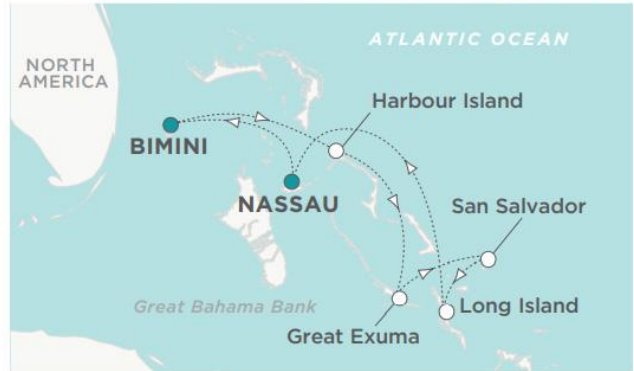 ATLANTIC OCEAN
NORTH
AMERICA
Harbour Island
BIMINI
NASSAU
San Salvador
Great Bahama Bank
Long Island
Great Exuma